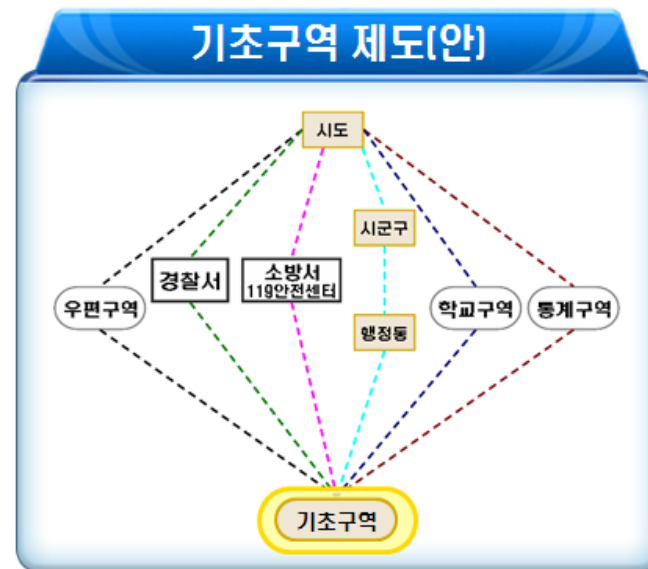 기초구역 제도(안)
시도
시군구
경찰서
소방서
119안전센터
우편구역
학교구역
통계구역
행정동
기초구역